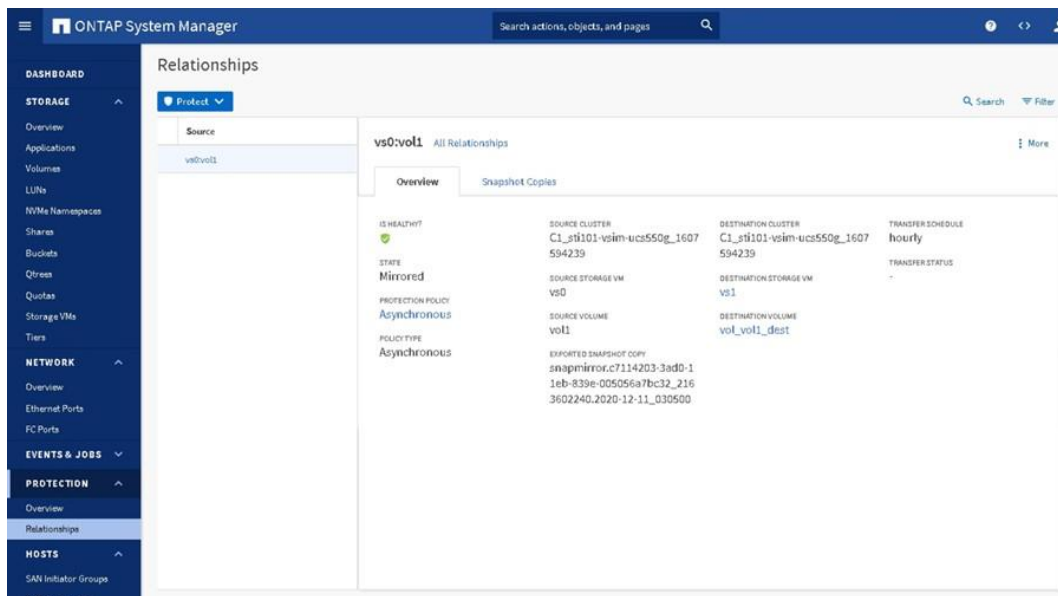 ONTAP System Manager
Search actions, objects, and pages
DASHBOARD
STORAGE
Overview
Applications
Volumes
LUNs
NVMe Namespaces
Shares
Buckets
Qtrees
Quotas
Storage VMs
Tiers
NETWORK
Overview
Ethernet Ports
FC Ports
EVENTS & JOBS
PROTECTION
Overview
Relationships
HOSTS
SAN Initiator Groups
Relationships
Protect
Search
Filter
Source
vs0:vol1
vs0:vol1 All Relationships
More
Overview
Snapshot Copies
IS HEALTHY?
STATE
Mirrored
PROTECTION POLICY
Asynchronous
POLICY TYPE
Asynchronous
SOURCE CLUSTER
C1_sti101-vsim-ucs550g_1607
594239
SOURCE STORAGE VM
vs0
SOURCE VOLUME
vol1
EXPORTED SNAPSHOT COPY
snapmirror.c7114203-3ad0-1
1eb-839e-005056a7bc32_216
3602240.2020-12-11_030500
DESTINATION CLUSTER
C1_sti101-vsim-ucs550g_1607
594239
DESTINATION STORAGE VM
vs1
DESTINATION VOLUME
vol_vol1_dest
TRANSFER SCHEDULE
hourly
TRANSFER STATUS
-